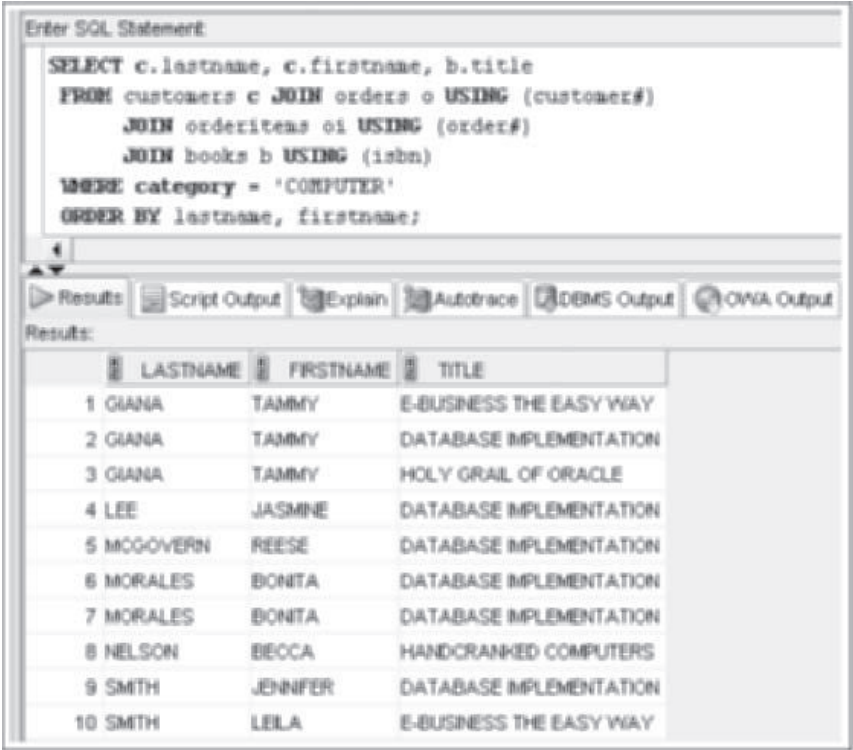 Enter SQL Statement:
SELECT c.lastname, c.firstname, b.title
FROM customers c JOIN orders o USING (customer#)
JOIN orderitems oi USING (order#)
JOIN books b USING (isbn)
WHERE category = 'COMPUTER'
ORDER BY lastname, firstname;
Results Script Output Explain Autotrace DBMS Output OWA Output
Results:
LASTNAME FIRSTNAME TITLE
1 GIANA TAMMY E-BUSINESS THE EASY WAY
2 GIANA TAMMY DATABASE IMPLEMENTATION
3 GIANA TAMMY HOLY GRAIL OF ORACLE
4 LEE JASMINE DATABASE IMPLEMENTATION
5 MCGOVERN REESE DATABASE IMPLEMENTATION
6 MORALES BONITA DATABASE IMPLEMENTATION
7 MORALES BONITA DATABASE IMPLEMENTATION
8 NELSON BECCA HANDCRANKED COMPUTERS
9 SMITH JENNIFER DATABASE IMPLEMENTATION
10 SMITH LEILA E-BUSINESS THE EASY WAY